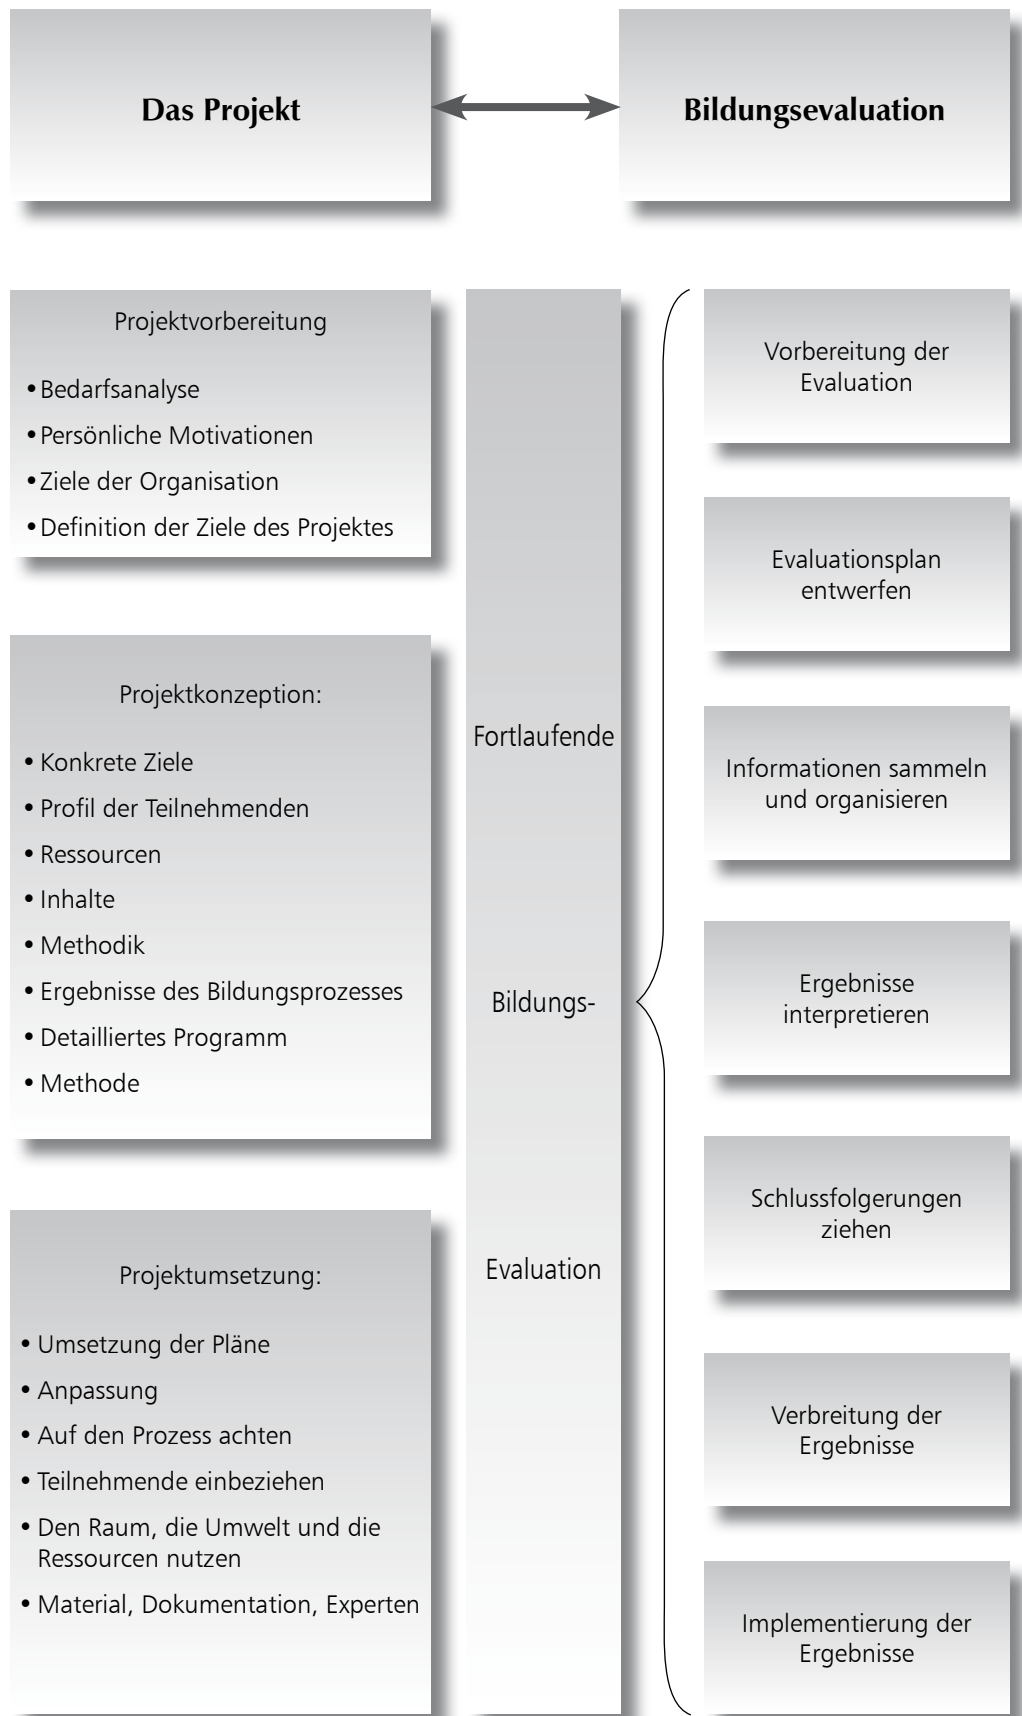 Das Projekt
Bildungsevaluation
Projektvorbereitung
• Bedarfsanalyse
• Persönliche Motivationen
• Ziele der Organisation
• Definition der Ziele des Projektes
Projektkonzeption:
• Konkrete Ziele
• Profil der Teilnehmenden
• Ressourcen
• Inhalte
• Methodik
• Ergebnisse des Bildungsprozesses
• Detailliertes Programm
• Methode
Projektumsetzung:
• Umsetzung der Pläne
• Anpassung
• Auf den Prozess achten
• Teilnehmende einbeziehen
• Den Raum, die Umwelt und die
Ressourcen nutzen
• Material, Dokumentation, Experten
Fortlaufende
Bildungs-
Evaluation
Vorbereitung der
Evaluation
Evaluationsplan
entwerfen
Informationen sammeln
und organisieren
Ergebnisse
interpretieren
Schlussfolgerungen
ziehen
Verbreitung der
Ergebnisse
Implementierung der
Ergebnisse